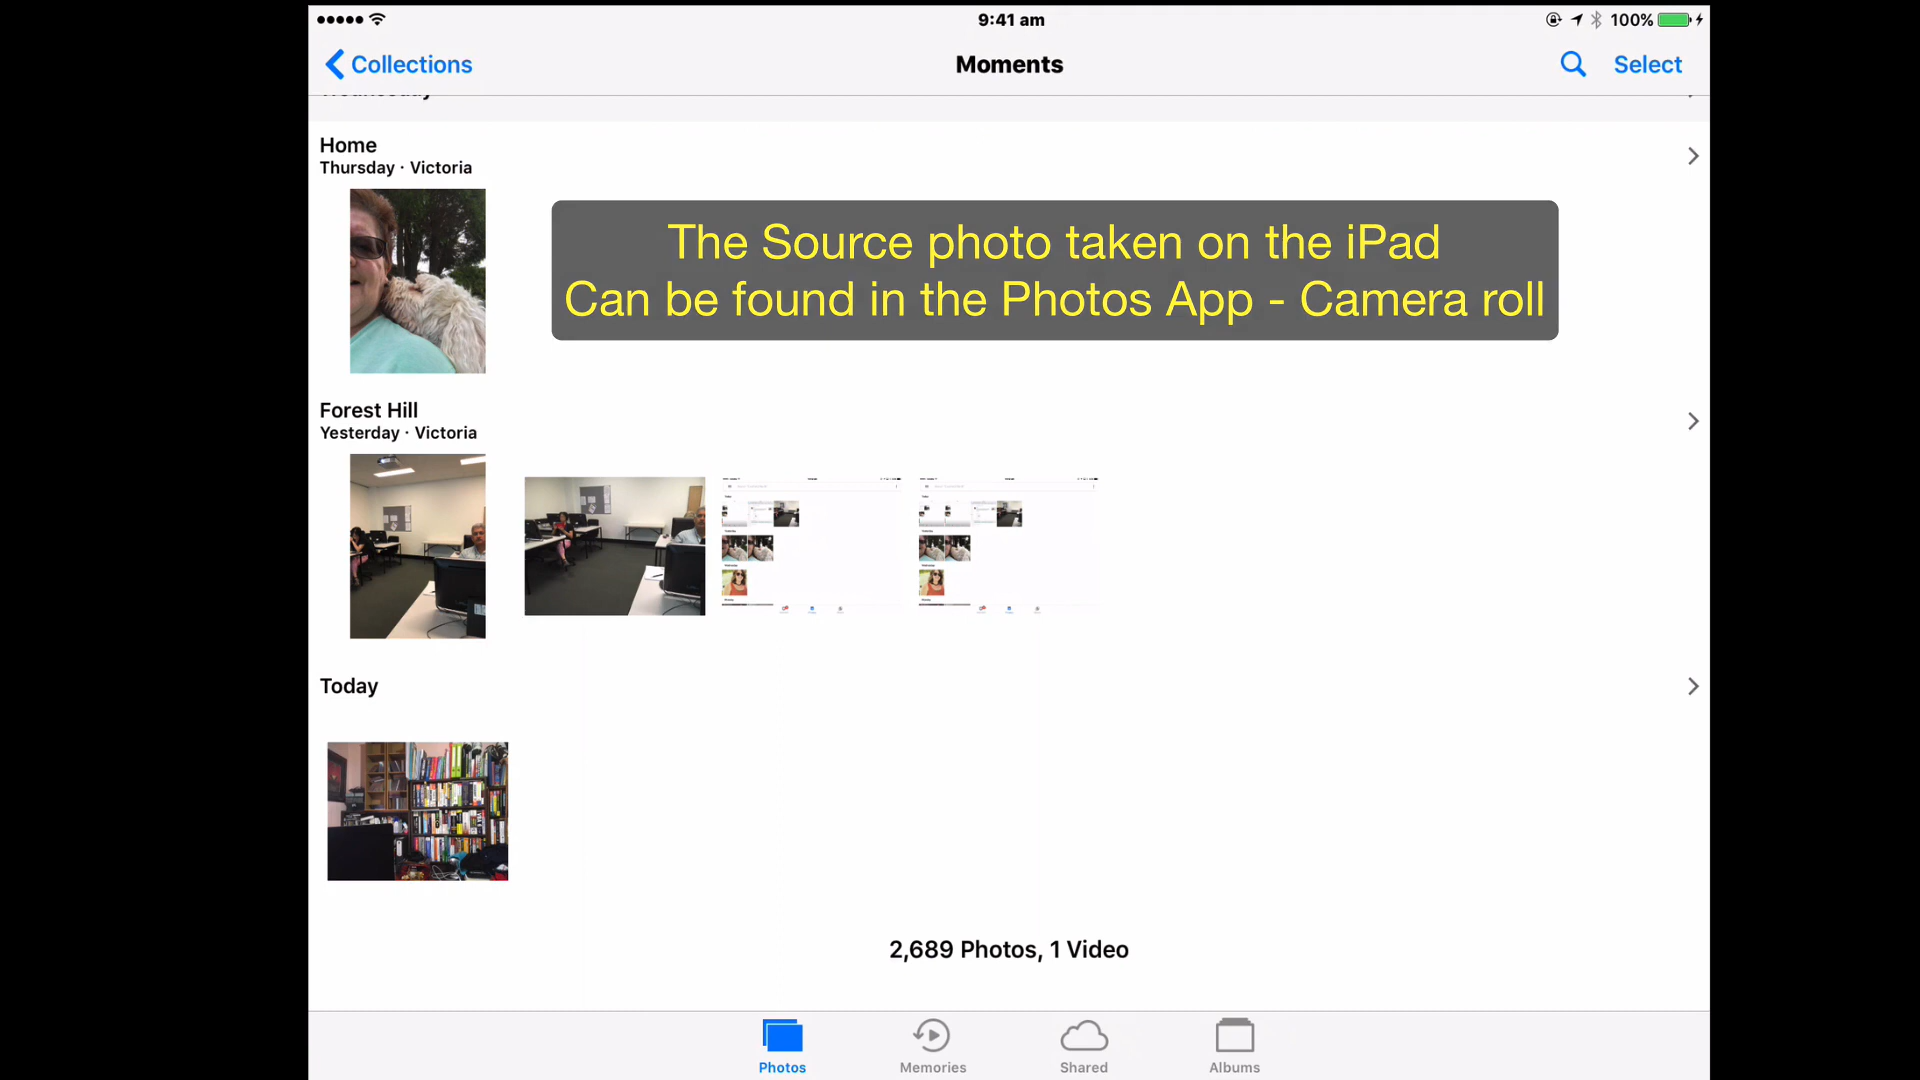 9:41 am
100%
Collections
Moments
Select
Wednesday
Home
Thursday · Victoria
The Source photo taken on the iPad
Can be found in the Photos App - Camera roll
Forest Hill
Yesterday · Victoria
Today
2,689 Photos, 1 Video
Photos
Memories
Shared
Albums